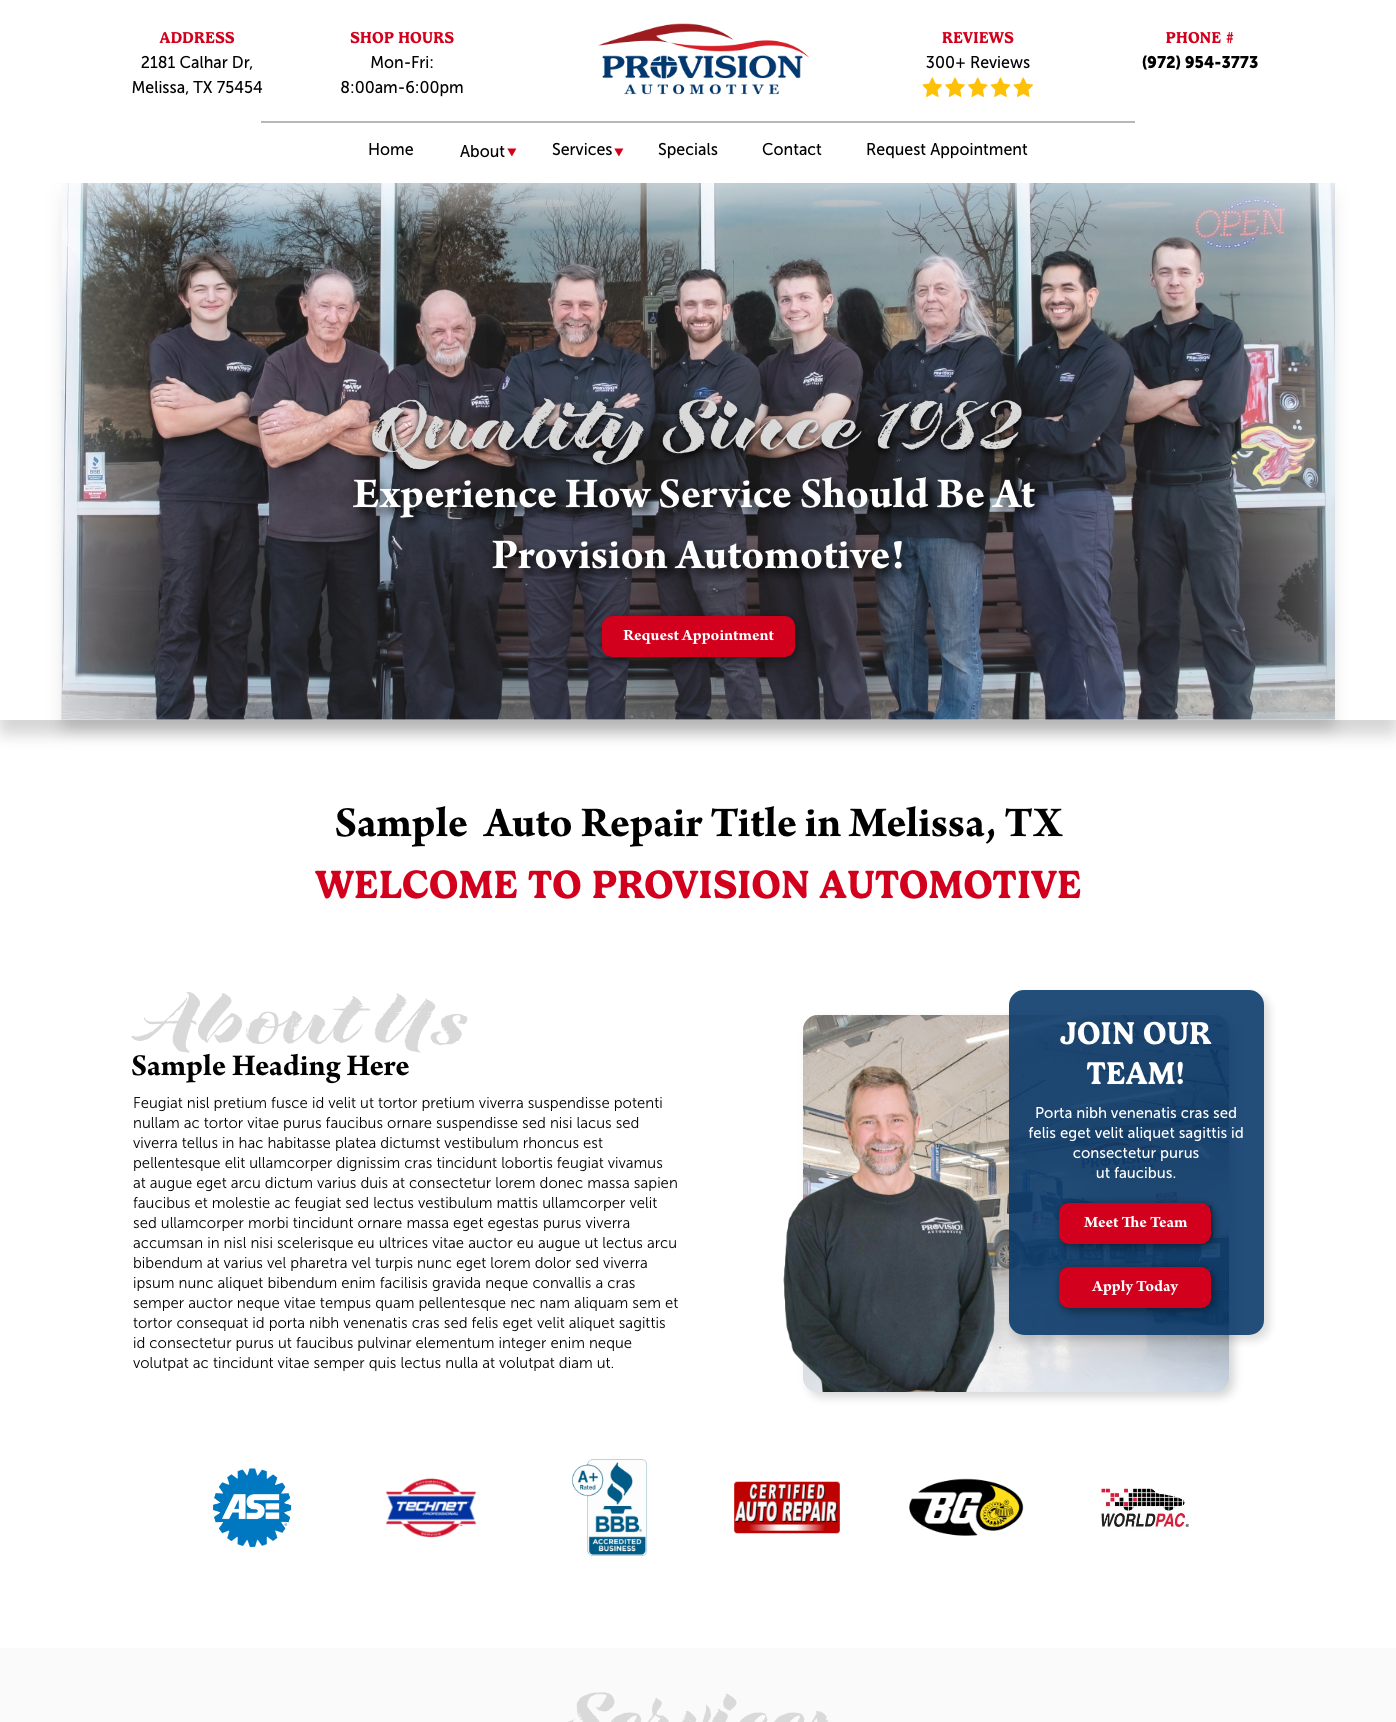 ADDRESS
2181 Calhar Dr,
Melissa, TX 75454
SHOP HOURS
Mon-Fri:
8:00am-6:00pm
PROVISION
AUTOMOTIVE
REVIEWS
300+ Reviews
PHONE #
(972) 954-3773
Home
About
Services
Specials
Contact
Request Appointment
OPEN
Quality Since 1982
Experience How Service Should Be At
Provision Automotive!
Request Appointment
Sample Auto Repair Title in Melissa, TX
WELCOME TO PROVISION AUTOMOTIVE
About Us
Sample Heading Here
Feugiat nisl pretium fusce id velit ut tortor pretium viverra suspendisse potenti
nullam ac tortor vitae purus faucibus ornare suspendisse sed nisi lacus sed
viverra tellus in hac habitasse platea dictumst vestibulum rhoncus est
pellentesque elit ullamcorper dignissim cras tincidunt lobortis feugiat vivamus
at augue eget arcu dictum varius duis at consectetur lorem donec massa sapien
faucibus et molestie ac feugiat sed lectus vestibulum mattis ullamcorper velit
sed ullamcorper morbi tincidunt ornare massa eget egestas purus viverra
accumsan in nisl nisi scelerisque eu ultrices vitae auctor eu augue ut lectus arcu
bibendum at varius vel pharetra vel turpis nunc eget lorem dolor sed viverra
ipsum nunc aliquet bibendum enim facilisis gravida neque convallis a cras
semper auctor neque vitae tempus quam pellentesque nec nam aliquam sem et
tortor consequat id porta nibh venenatis cras sed felis eget velit aliquet sagittis
id consectetur purus ut faucibus pulvinar elementum integer enim neque
volutpat ac tincidunt vitae semper quis lectus nulla at volutpat diam ut.
PROVISIO
AUTOMOTIVE
JOIN OUR
TEAM!
Porta nibh venenatis cras sed
felis eget velit aliquet sagittis id
consectetur purus
ut faucibus.
Meet The Team
Apply Today
ASE
TECHNET
PROFESSIONAL
A+
Rated
BBB.
ACCREDITED
BUSINESS
CERTIFIED
AUTO REPAIR
BG
WORLDPAC.
Services